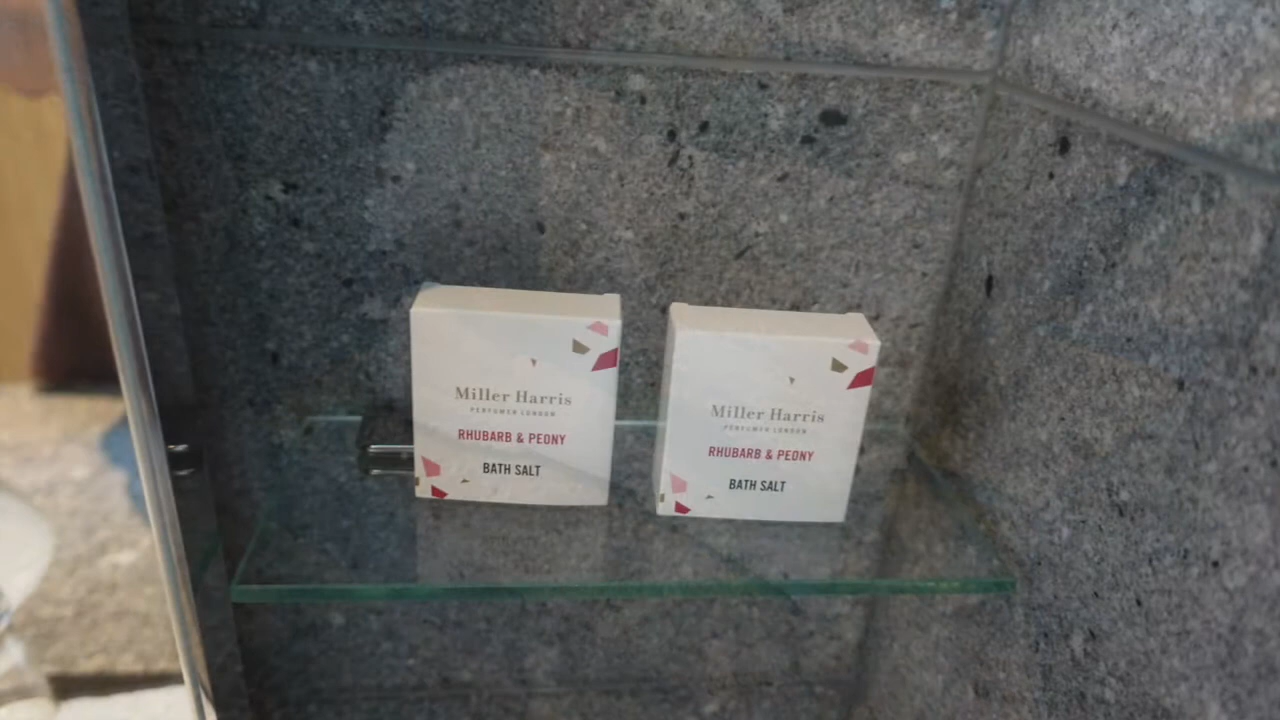 Miller Harris
PERFUMER LONDON
RHUBARB & PEONY
BATH SALT
Miller Harris
PERFUMER LONDON
RHUBARB & PEONY
BATH SALT